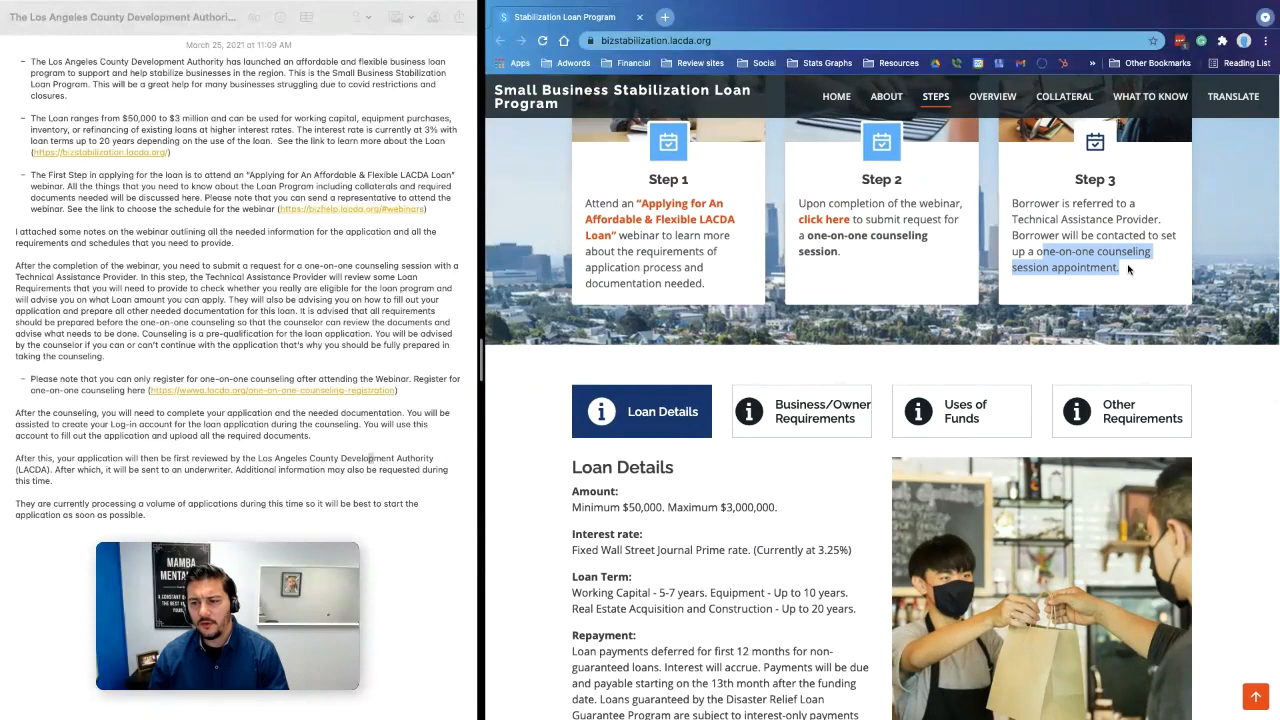 The Los Angeles County Development Authori...
March 25, 2021 at 11:09 AM
– The Los Angeles County Development Authority has launched an affordable and flexible business loan
program to support and help stabilize businesses in the region. This is the Small Business Stabilization
Loan Program. This will be a great help for many businesses struggling due to covid restrictions and
closures.
– The Loan ranges from $50,000 to $3 million and can be used for working capital, equipment purchases,
inventory, or refinancing of existing loans at higher interest rates. The interest rate is currently at 3% with
loan terms up to 20 years depending on the use of the loan. See the link to learn more about the Loan
(https://bizstabilization.lacda.org/)
– The First Step in applying for the loan is to attend an “Applying for An Affordable & Flexible LACDA Loan”
webinar. All the things that you need to know about the Loan Program including collaterals and required
documents needed will be discussed here. Please note that you can send a representative to attend the
webinar. See the link to choose the schedule for the webinar (https://bizhelp.lacda.org/#webinars)
I attached some notes on the webinar outlining all the needed information for the application and all the
requirements and schedules that you need to provide.
After the completion of the webinar, you need to submit a request for a one-on-one counseling session with a
Technical Assistance Provider. In this step, the Technical Assistance Provider will review some Loan
Requirements that you will need to provide to check whether you really are eligible for the loan program and
will advise you on what Loan amount you can apply. They will also be advising you on how to fill out your
application and prepare all other needed documentation for this loan. It is advised that all requirements
should be prepared before the one-on-one counseling so that the counselor can review the documents and
advise what needs to be done. Counseling is a pre-qualification for the loan application. You will be advised
by the counselor if you can or can't continue with the application that's why you should be fully prepared in
taking the counseling.
– Please note that you can only register for one-on-one counseling after attending the Webinar. Register for
one-on-one counseling here (https://wwwa.lacda.org/one-on-one-counseling-registration)
After the counseling, you will need to complete your application and the needed documentation. You will be
assisted to create your Log-in account for the loan application during the counseling. You will use this
account to fill out the application and upload all the required documents.
After this, your application will then be first reviewed by the Los Angeles County Development Authority
(LACDA). After which, it will be sent to an underwriter. Additional information may also be requested during
this time.
They are currently processing a volume of applications during this time so it will be best to start the
application as soon as possible.
MAMBA
MENTAL
Stabilization Loan Program
bizstabilization.lacda.org
Apps Adwords Financial Review sites Social Stats Graphs Resources Other Bookmarks Reading List
Small Business Stabilization Loan
Program
HOME ABOUT STEPS OVERVIEW COLLATERAL WHAT TO KNOW TRANSLATE
Step 1
Attend an “Applying for An
Affordable & Flexible LACDA
Loan” webinar to learn more
about the requirements of
application process and
documentation needed.
Step 2
Upon completion of the webinar,
click here to submit request for
a one-on-one counseling
session.
Step 3
Borrower is referred to a
Technical Assistance Provider.
Borrower will be contacted to set
up a one-on-one counseling
session appointment.
Loan Details
Business/Owner
Requirements
Uses of
Funds
Other
Requirements
Loan Details
Amount:
Minimum $50,000. Maximum $3,000,000.
Interest rate:
Fixed Wall Street Journal Prime rate. (Currently at 3.25%)
Loan Term:
Working Capital - 5-7 years. Equipment - Up to 10 years.
Real Estate Acquisition and Construction - Up to 20 years.
Repayment:
Loan payments deferred for first 12 months for non-
guaranteed loans. Interest will accrue. Payments will be due
and payable starting on the 13th month after the funding
date. Loans guaranteed by the Disaster Relief Loan
Guarantee Program are subject to interest-only payments